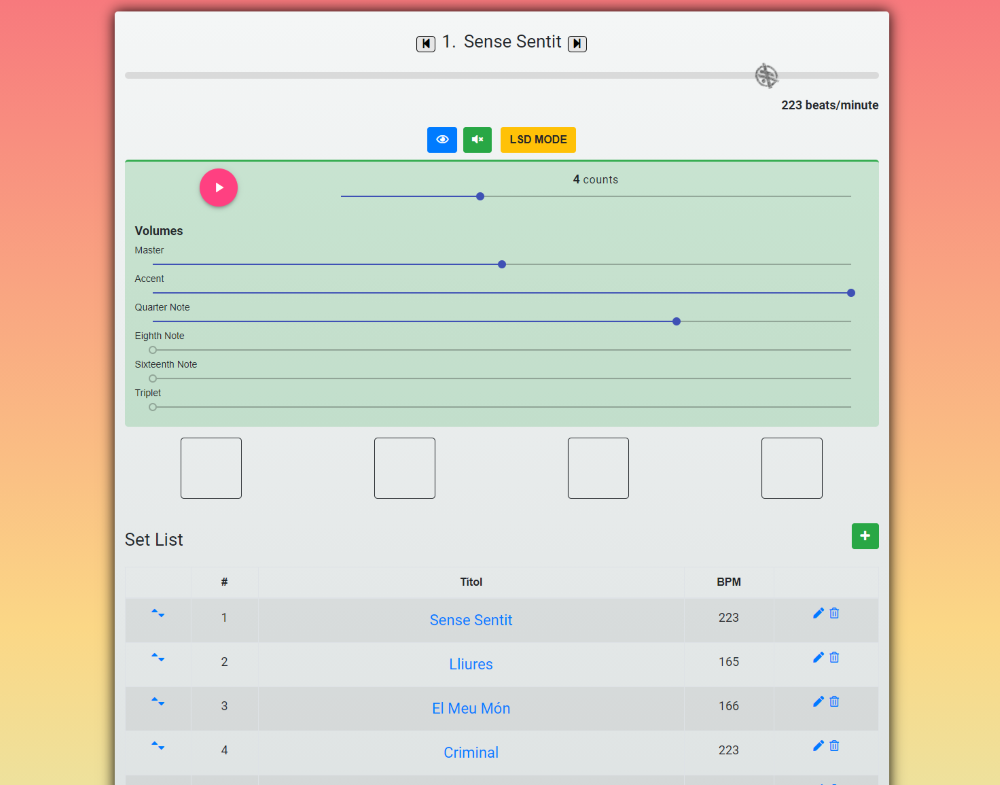 1. Sense Sentit
223 beats/minute
LSD MODE
4 counts
Volumes
Master
Accent
Quarter Note
Eighth Note
Sixteenth Note
Triplet
Set List
# Titol BPM
1 Sense Sentit 223
2 Lliures 165
3 El Meu Món 166
4 Criminal 223